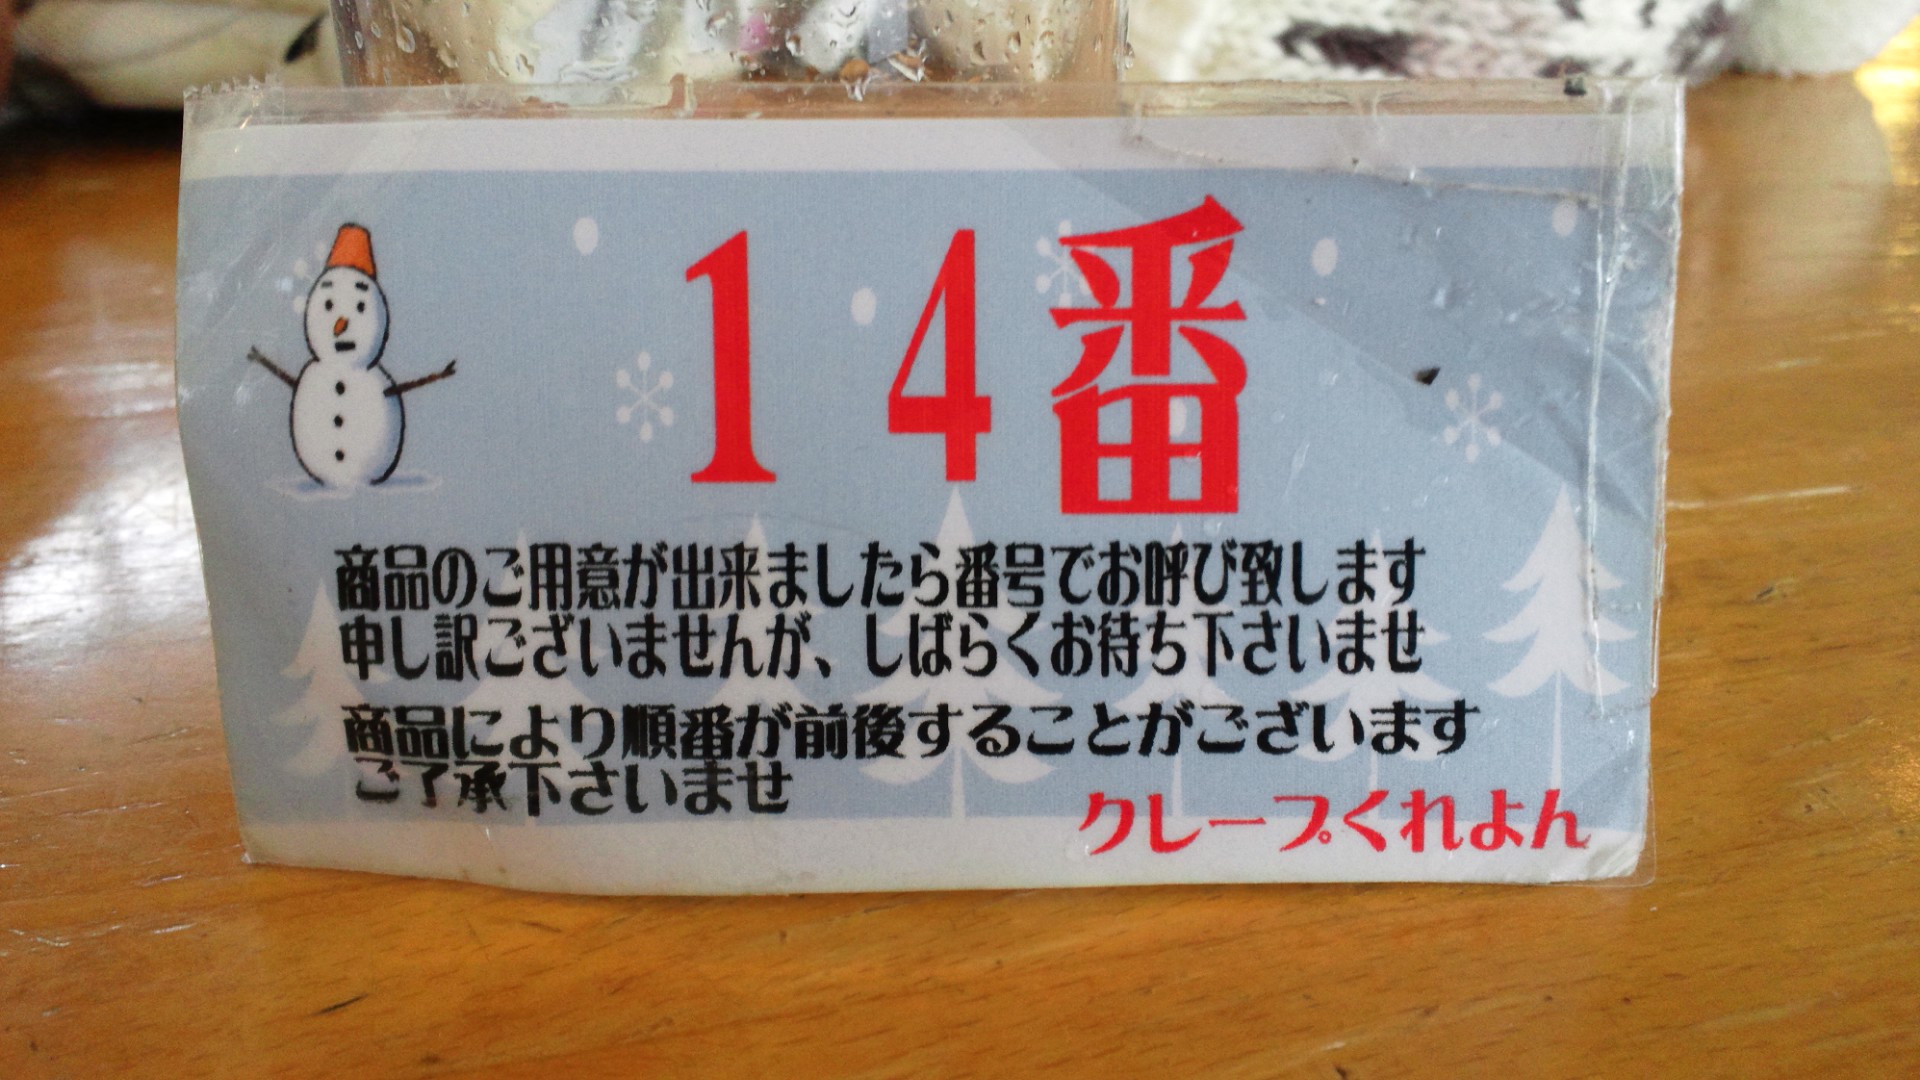 14番
商品のご用意が出来ましたら番号でお呼び致します
申し訳ございませんが、しばらくお待ち下さいませ
商品により順番が前後することがございます
ご了承下さいませ
クレープくれよん